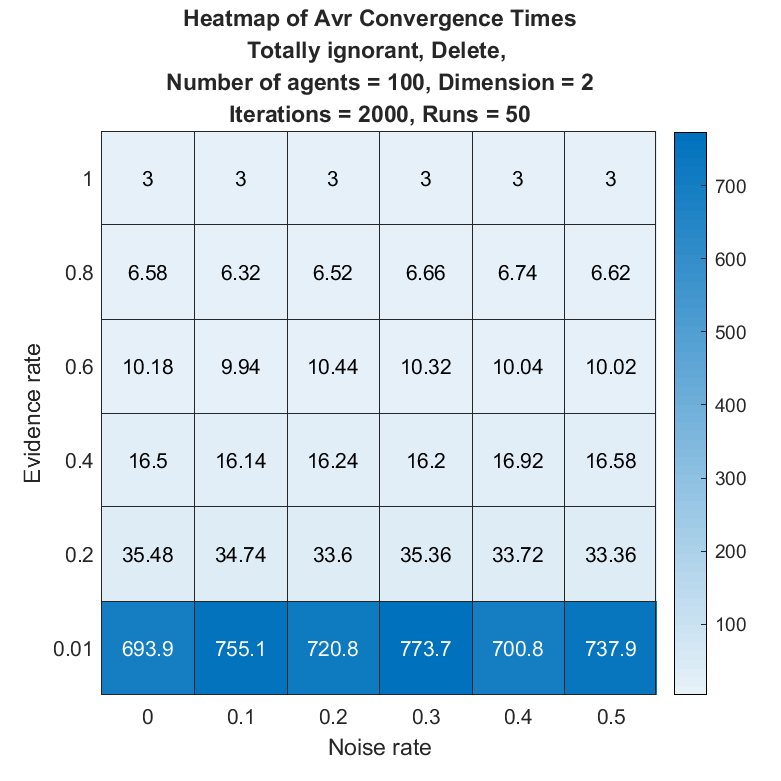 Heatmap of Avr Convergence Times
Totally ignorant, Delete,
Number of agents = 100, Dimension = 2
Iterations = 2000, Runs = 50
1 3 3 3 3 3 3
0.8 6.58 6.32 6.52 6.66 6.74 6.62
0.6 10.18 9.94 10.44 10.32 10.04 10.02
0.4 16.5 16.14 16.24 16.2 16.92 16.58
0.2 35.48 34.74 33.6 35.36 33.72 33.36
0.01 693.9 755.1 720.8 773.7 700.8 737.9
0 0.1 0.2 0.3 0.4 0.5
Noise rate
Evidence rate
700
600
500
400
300
200
100